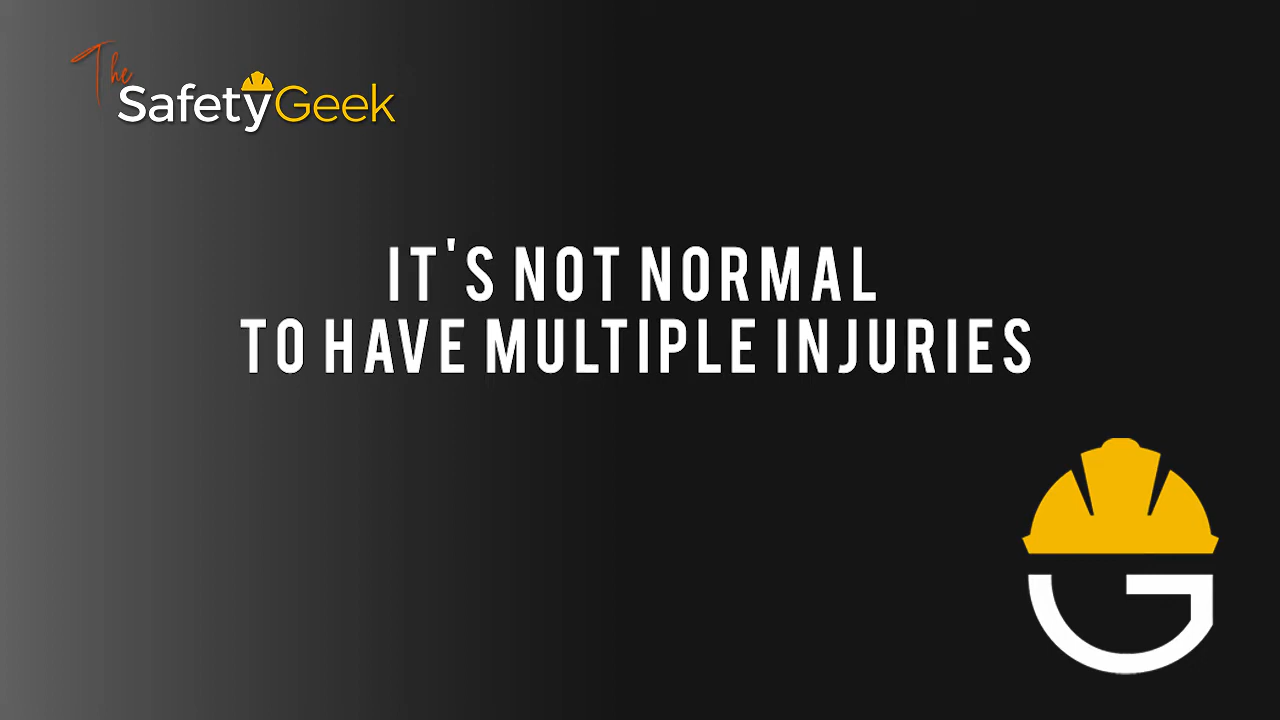 The
SafetyGeek
IT'S NOT NORMAL
TO HAVE MULTIPLE INJURIES
G